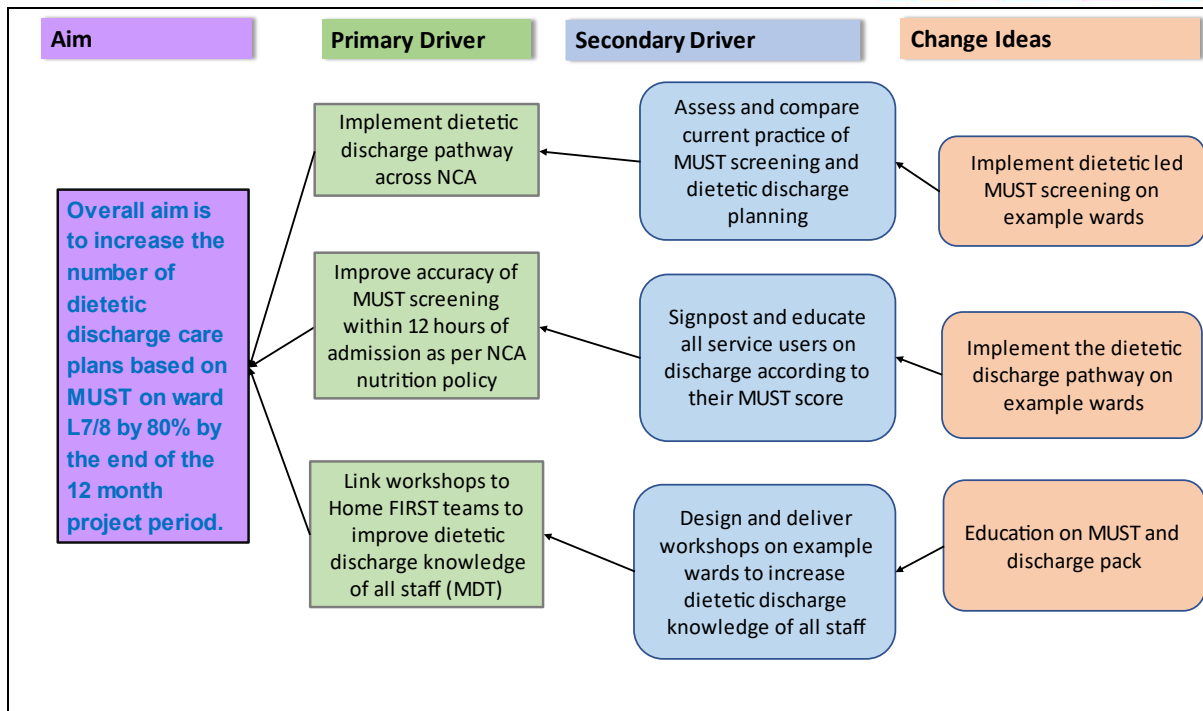 Aim
Primary Driver
Secondary Driver
Change Ideas
Overall aim is
to increase the
number of
dietetic
discharge care
plans based on
MUST on ward
L7/8 by 80% by
the end of the
12 month
project period.
Implement dietetic
discharge pathway
across NCA
Improve accuracy of
MUST screening
within 12 hours of
admission as per NCA
nutrition policy
Link workshops to
Home FIRST teams to
improve dietetic
discharge knowledge
of all staff (MDT)
Assess and compare
current practice of
MUST screening and
dietetic discharge
planning
Signpost and educate
all service users on
discharge according to
their MUST score
Design and deliver
workshops on example
wards to increase
dietetic discharge
knowledge of all staff
Implement dietetic led
MUST screening on
example wards
Implement the dietetic
discharge pathway on
example wards
Education on MUST and
discharge pack